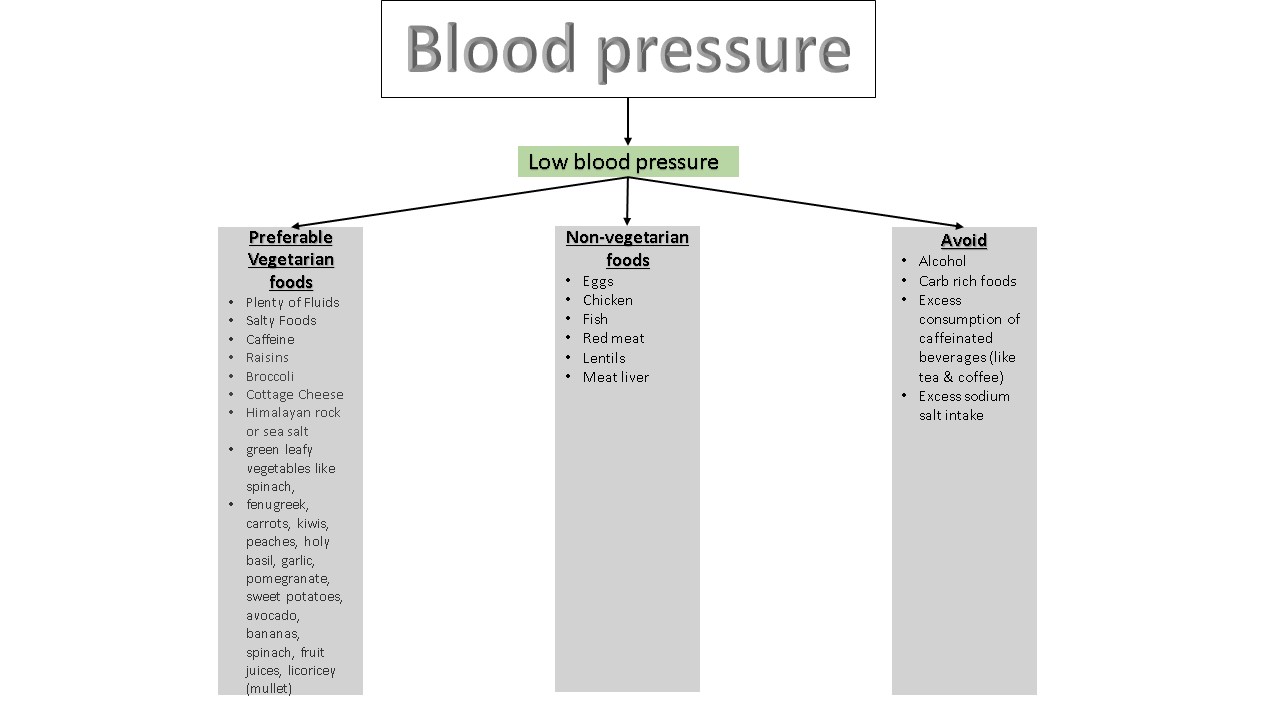 Blood pressure
Low blood pressure
Preferable
Vegetarian
foods
• Plenty of Fluids
• Salty Foods
• Caffeine
• Raisins
• Broccoli
• Cottage Cheese
• Himalayan rock
or sea salt
• green leafy
vegetables like
spinach,
• fenugreek,
carrots, kiwis,
peaches, holy
basil, garlic,
pomegranate,
sweet potatoes,
avocado,
bananas,
spinach, fruit
juices, licoricey
(mullet)
Non-vegetarian
foods
• Eggs
• Chicken
• Fish
• Red meat
• Lentils
• Meat liver
Avoid
• Alcohol
• Carb rich foods
• Excess
consumption of
caffeinated
beverages (like
tea & coffee)
• Excess sodium
salt intake